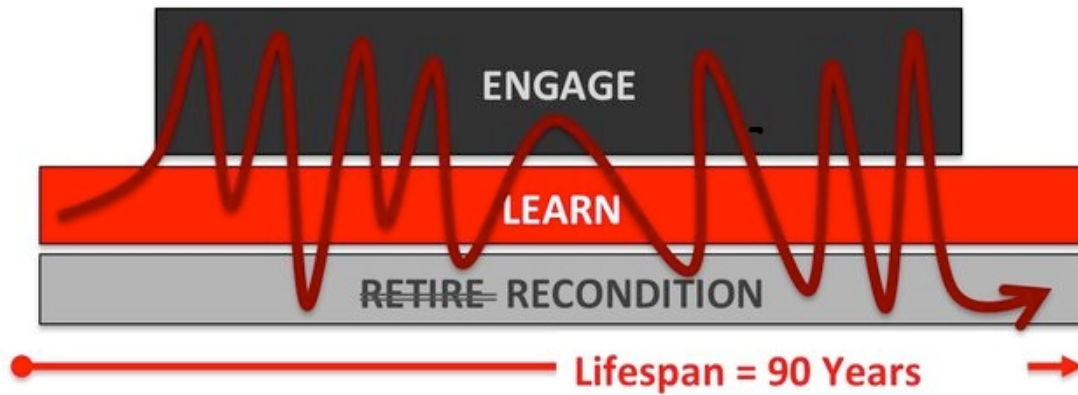 ENGAGE
LEARN
RETIRE RECONDITION
Lifespan = 90 Years